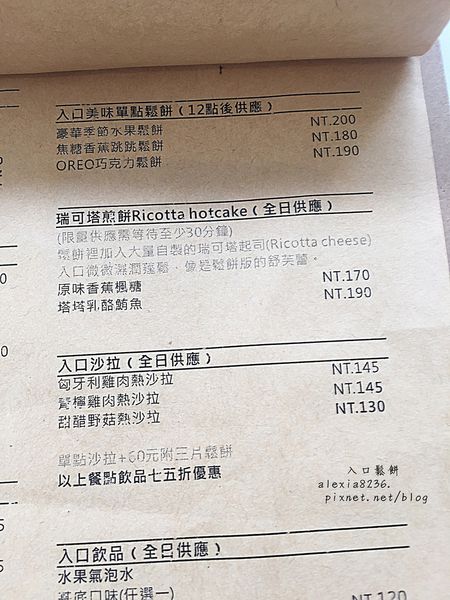 入口美味單點鬆餅(12點後供應)
豪華季節水果鬆餅 NT.200
焦糖香蕉跳跳鬆餅 NT.180
OREO巧克力鬆餅 NT.190
瑞可塔煎餅Ricotta hotcake(全日供應)
(限量供應需等待至少30分鐘)
鬆餅裡加入大量自製的瑞可塔起司(Ricotta cheese)
入口微微濕潤蓬鬆，像是鬆餅版的舒芙蕾。
原味香蕉楓糖 NT.170
塔塔乳酪鮪魚 NT.190
入口沙拉(全日供應)
匈牙利雞肉熱沙拉 NT.145
檸雞肉熱沙拉 NT.145
甜醋野菇熱沙拉 NT.130
單點沙拉+60元附三片鬆餅
以上餐點飲品七五折優惠
入口鬆餅
alexia8236.
pixnet.net/blog
入口飲品(全日供應)
水果氣泡水
基底口味(任選一) NT.120